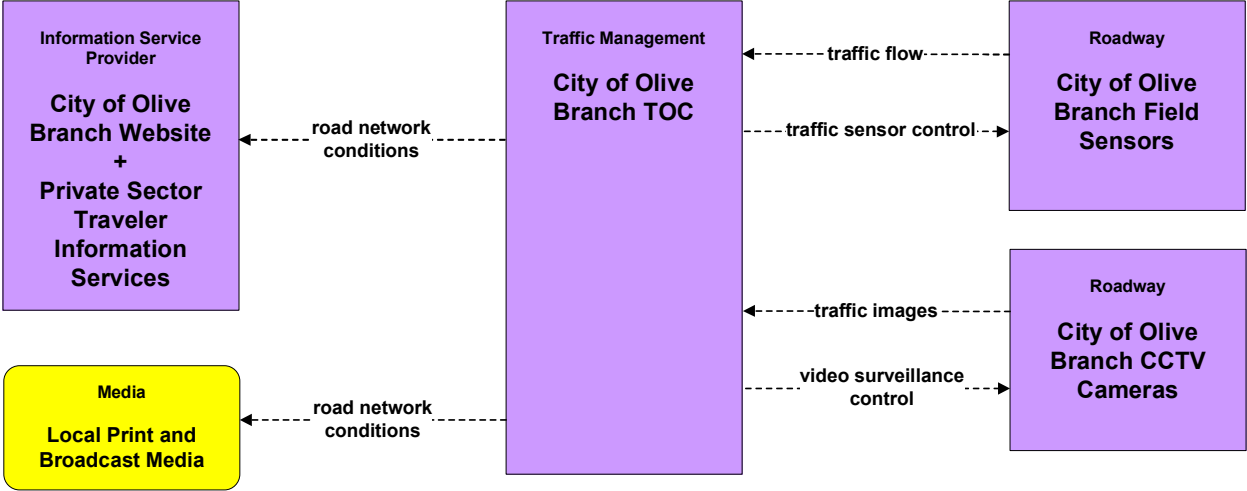 Information Service
Provider
City of Olive
Branch Website
+
Private Sector
Traveler
Information
Services
road network
conditions
Media
Local Print and
Broadcast Media
road network
conditions
Traffic Management
City of Olive
Branch TOC
traffic flow
traffic sensor control
Roadway
City of Olive
Branch Field
Sensors
traffic images
video surveillance
control
Roadway
City of Olive
Branch CCTV
Cameras